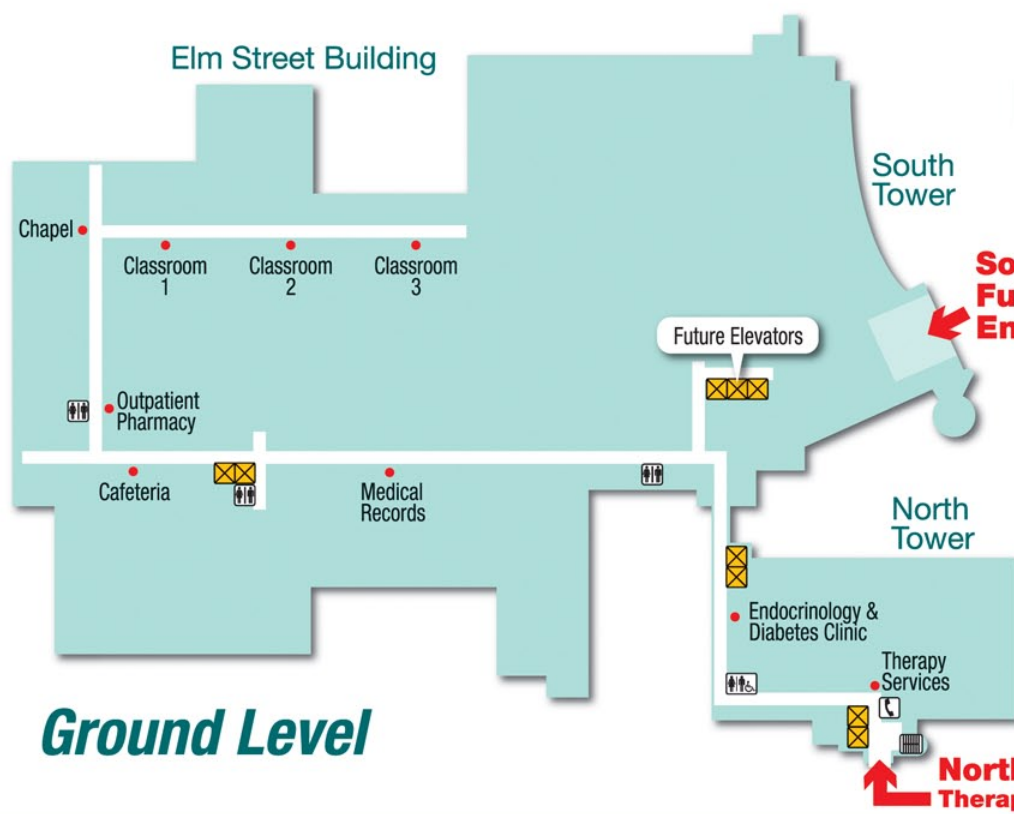 Elm Street Building
South
Tower
Chapel
Classroom
1
Classroom
2
Classroom
3
Future Elevators
Outpatient
Pharmacy
Cafeteria
Medical
Records
North
Tower
Endocrinology &
Diabetes Clinic
Therapy
Services
Ground Level